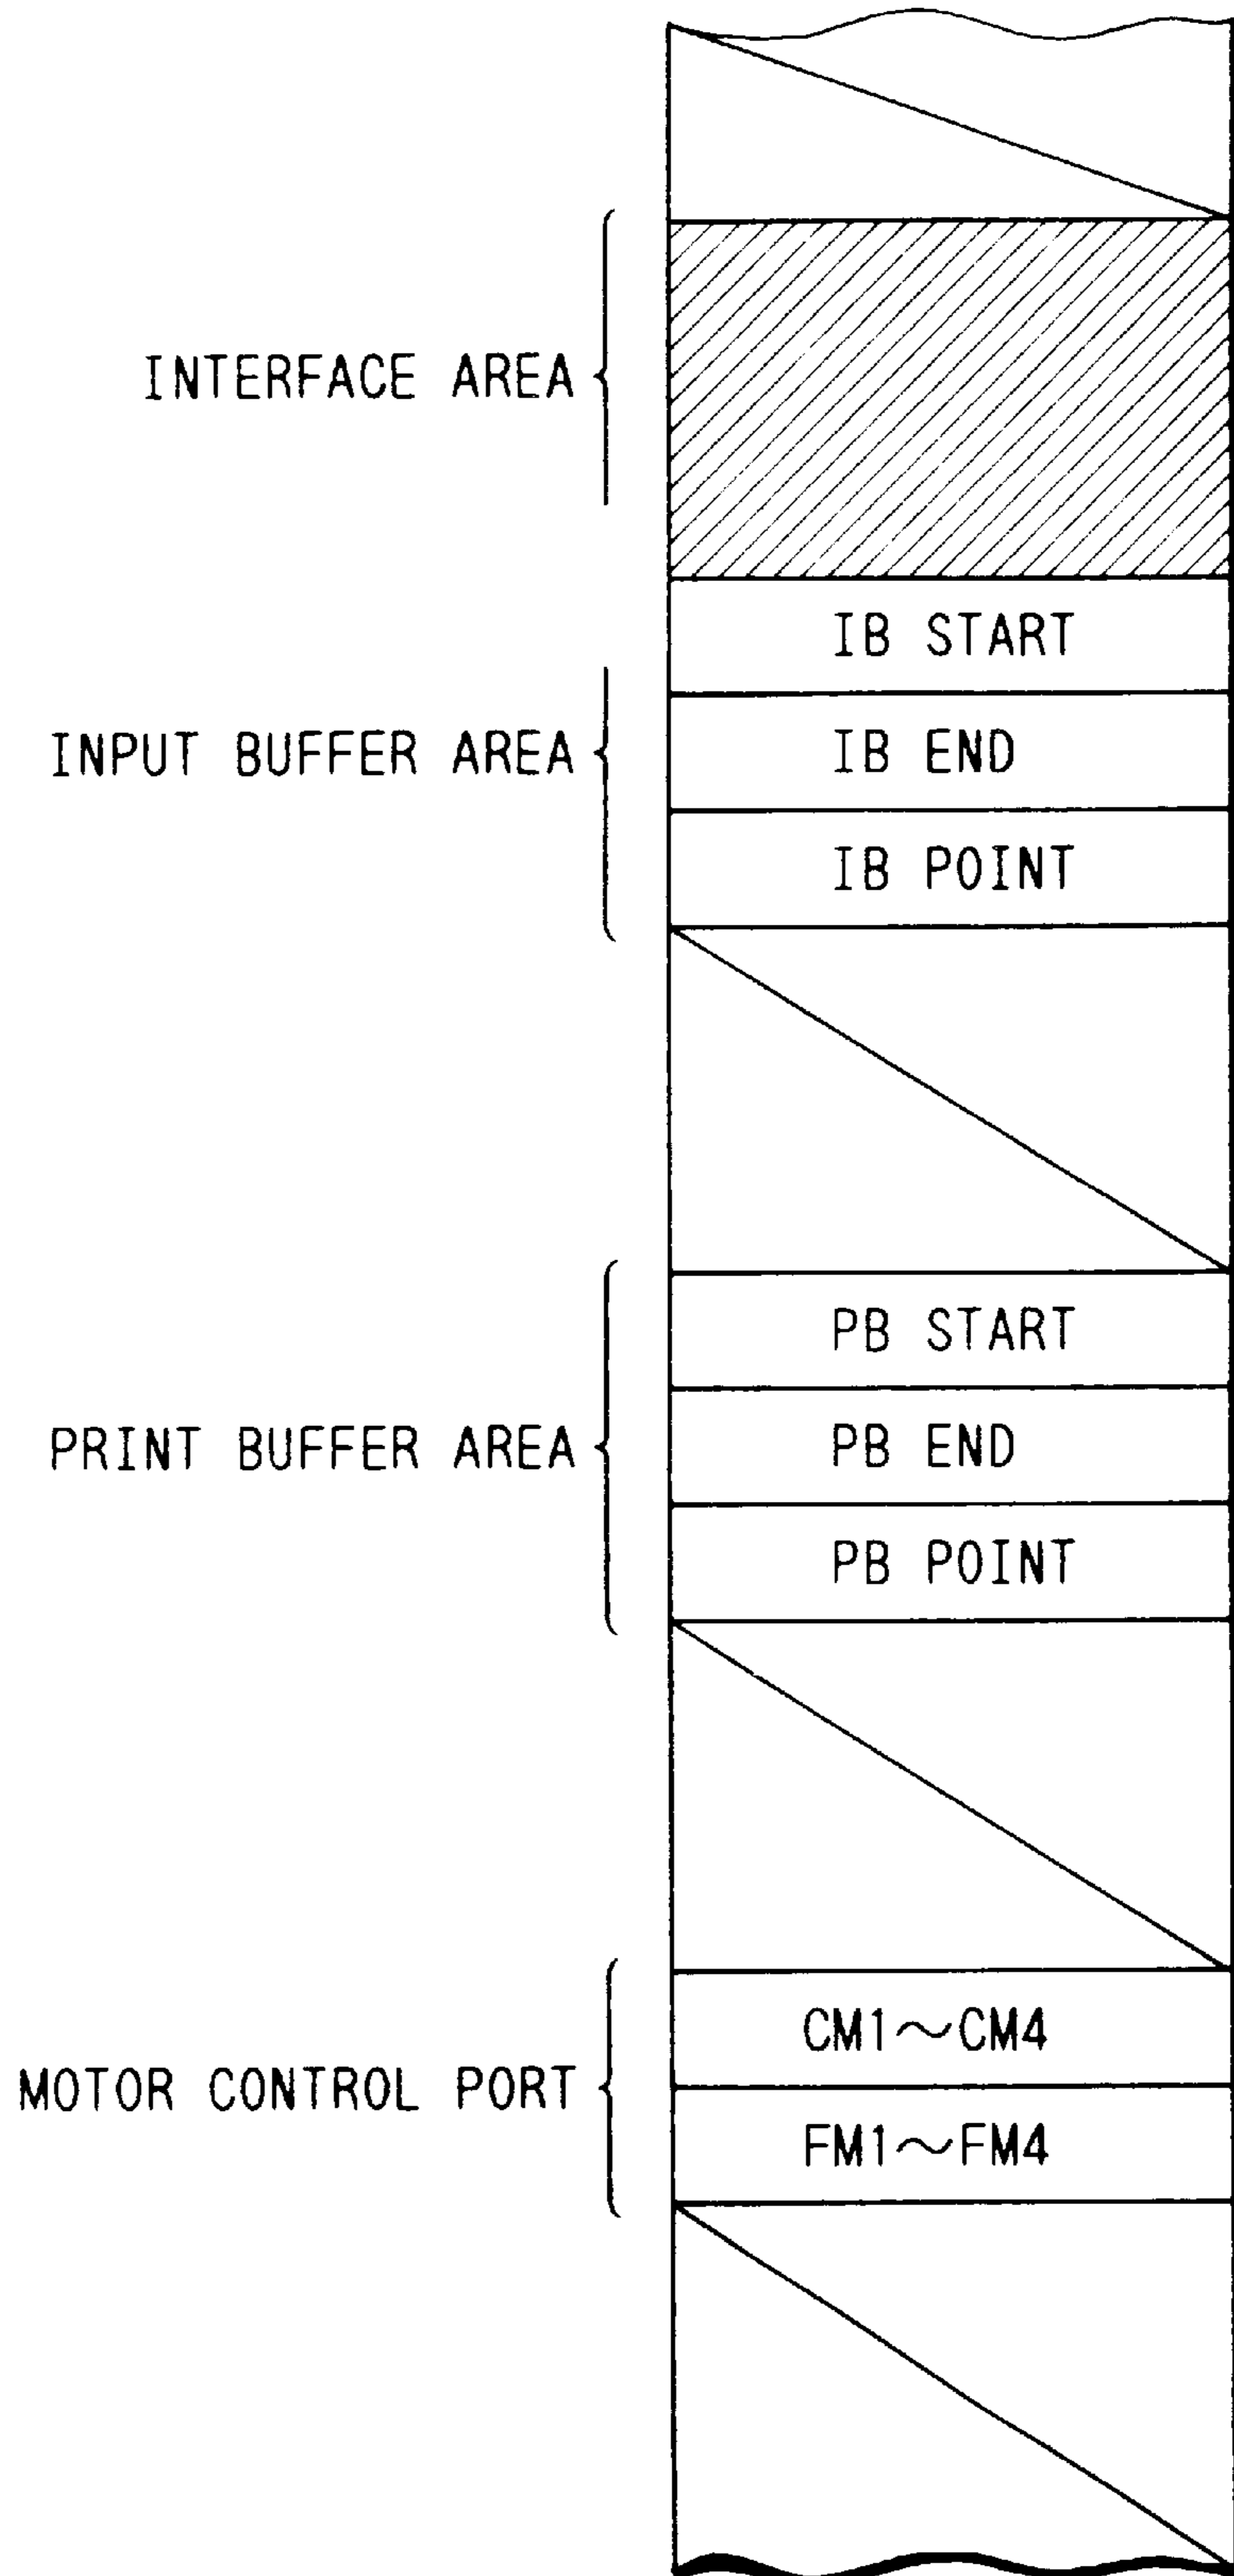 INTERFACE AREA
IB START
INPUT BUFFER AREA
IB END
IB POINT
PB START
PRINT BUFFER AREA
PB END
PB POINT
CM1～CM4
MOTOR CONTROL PORT
FM1～FM4